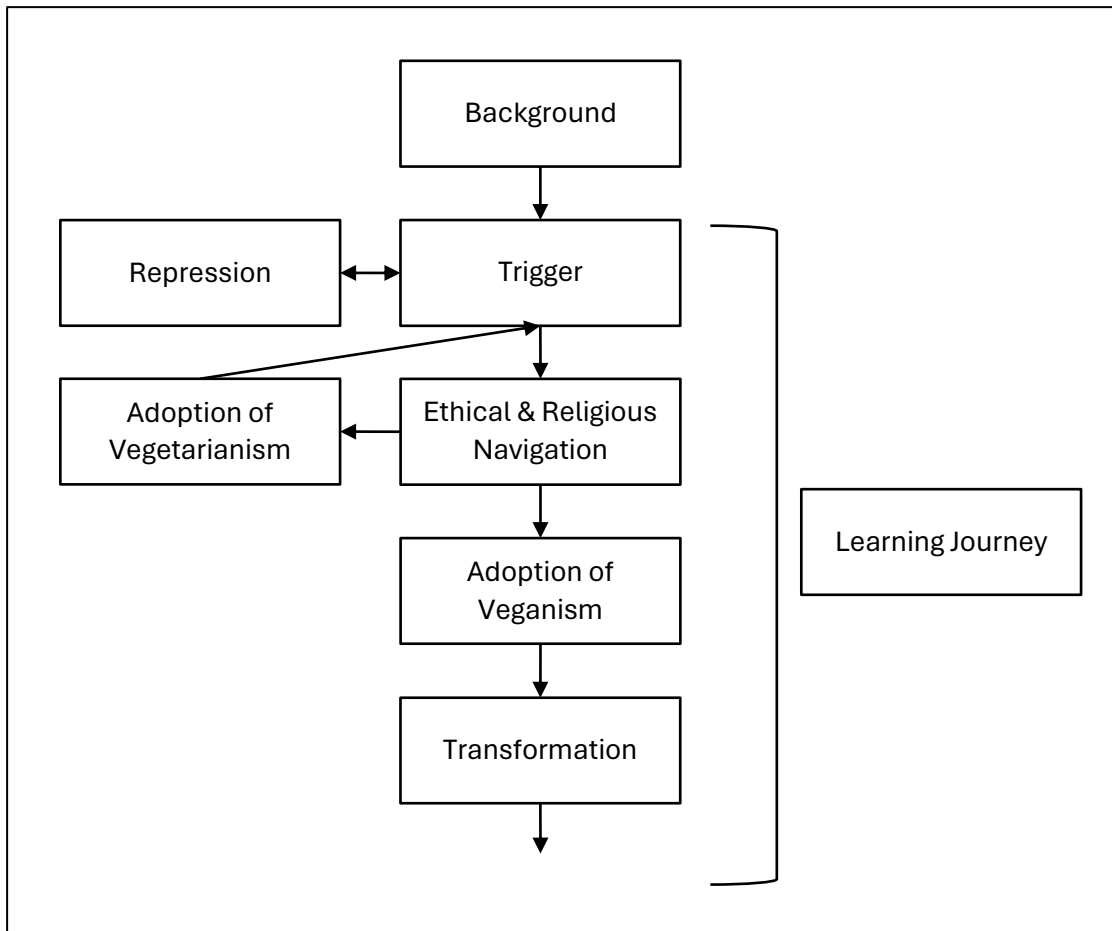 Background
Repression
Trigger
Adoption of
Vegetarianism
Ethical & Religious
Navigation
Learning Journey
Adoption of
Veganism
Transformation